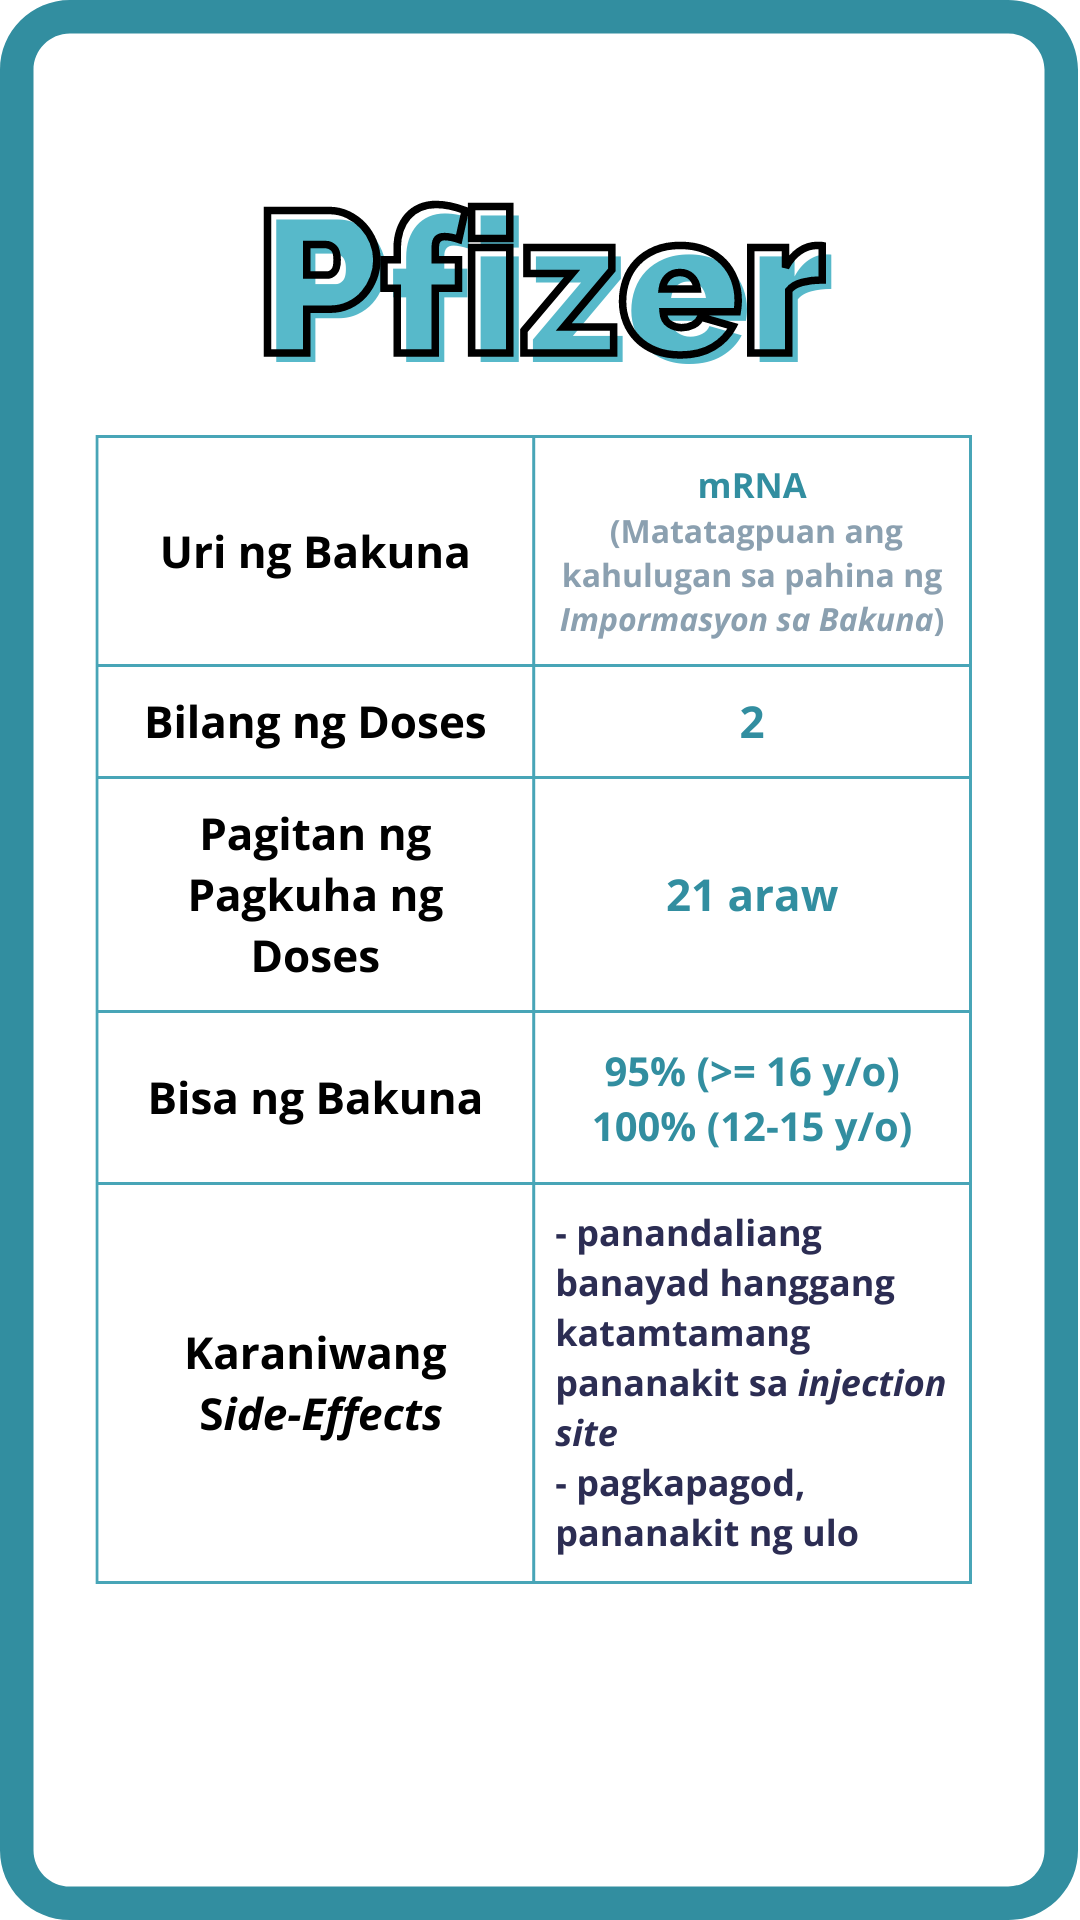 Pfizer
Uri ng Bakuna
mRNA
(Matatagpuan ang
kahulugan sa pahina ng
Impormasyon sa Bakuna)
Bilang ng Doses
2
Pagitan ng
Pagkuha ng
Doses
21 araw
Bisa ng Bakuna
95% (>= 16 y/o)
100% (12-15 y/o)
Karaniwang
Side-Effects
- panandaliang
banayad hanggang
katamtamang
pananakit sa injection
site
- pagkapagod,
pananakit ng ulo